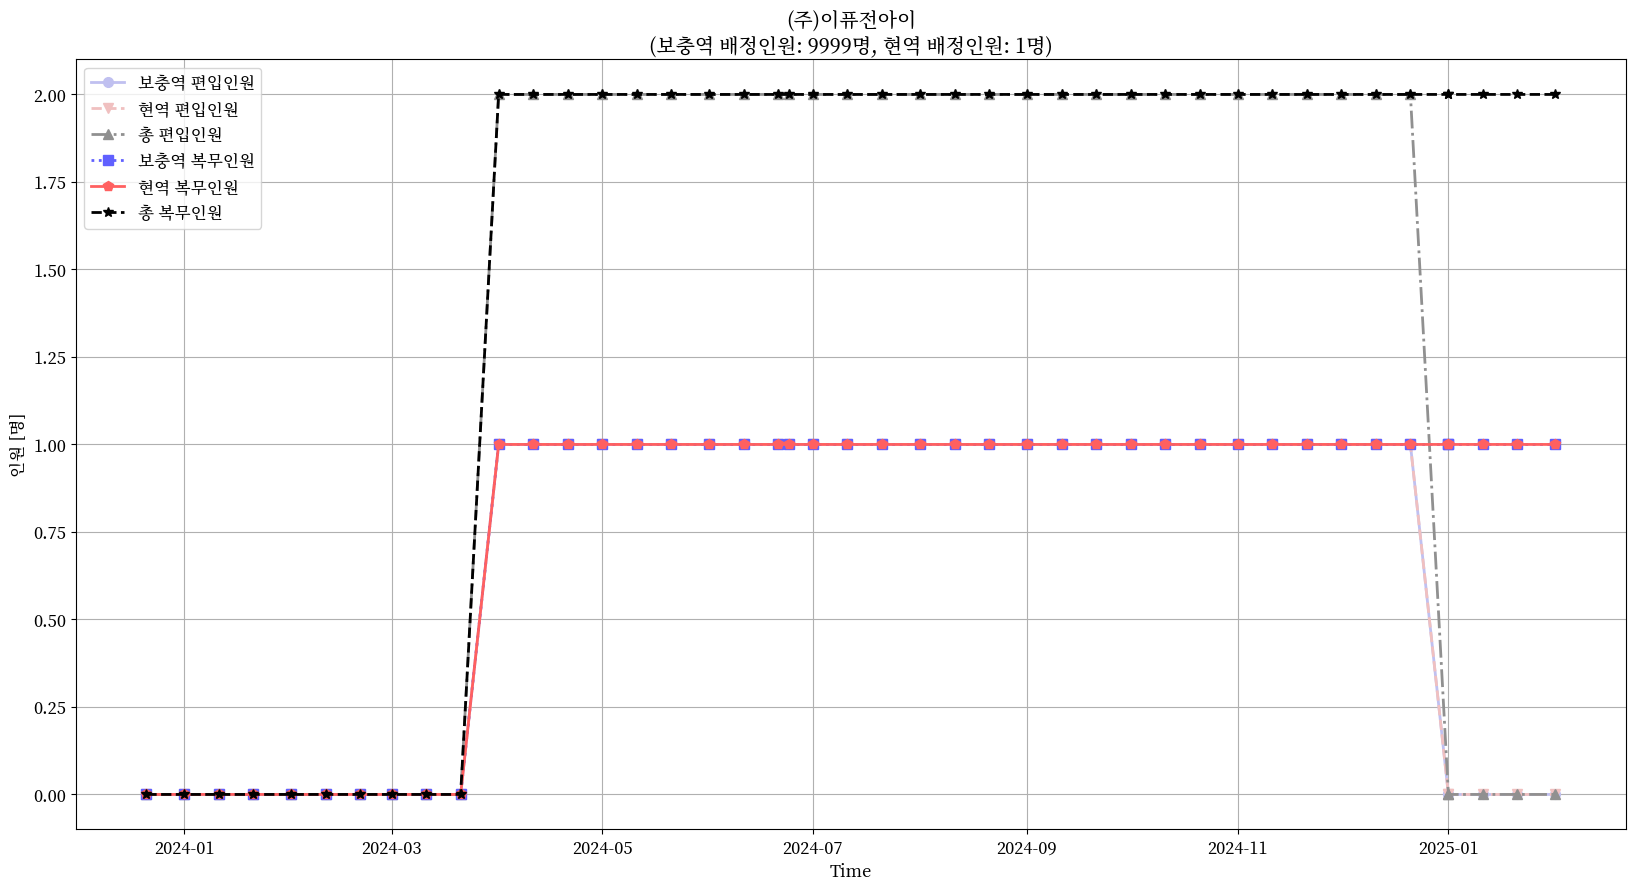 (주)이퓨전아이
(보충역 배정인원: 9999명, 현역 배정인원: 1명)
보충역 편입인원
현역 편입인원
총 편입인원
보충역 복무인원
현역 복무인원
총 복무인원
인원 [명]
2.00
1.75
1.50
1.25
1.00
0.75
0.50
0.25
0.00
2024-01
2024-03
2024-05
2024-07
2024-09
2024-11
2025-01
Time